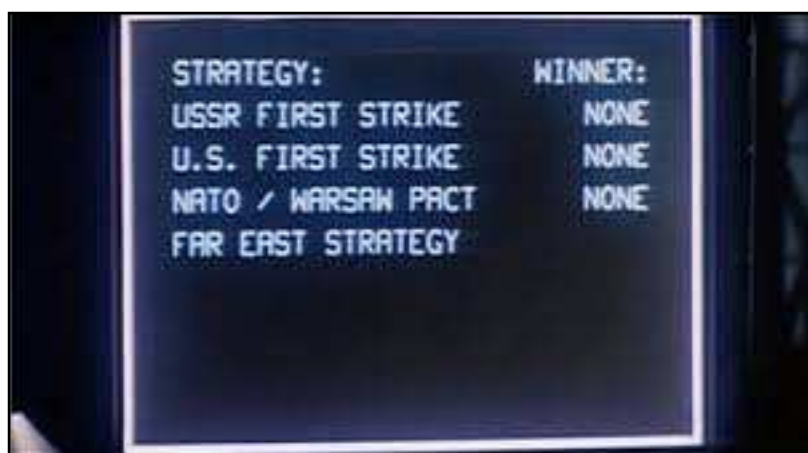 STRATEGY: WINNER:
USSR FIRST STRIKE NONE
U.S. FIRST STRIKE NONE
NATO / WARSAW PACT NONE
FAR EAST STRATEGY